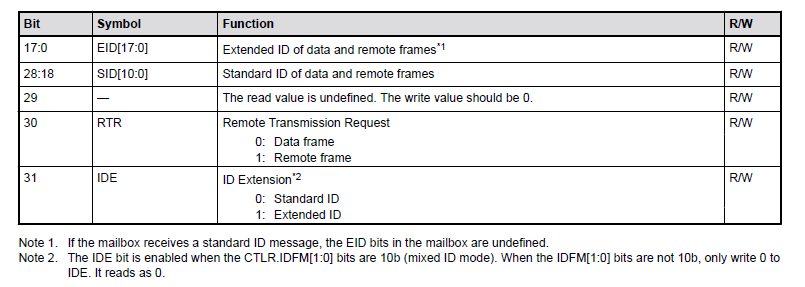 Bit Symbol Function R/W
17:0 EID[17:0] Extended ID of data and remote frames*1 R/W
28:18 SID[10:0] Standard ID of data and remote frames R/W
29 — The read value is undefined. The write value should be 0. R/W
30 RTR Remote Transmission Request R/W
0: Data frame
1: Remote frame
31 IDE ID Extension*2 R/W
0: Standard ID
1: Extended ID
Note 1. If the mailbox receives a standard ID message, the EID bits in the mailbox are undefined.
Note 2. The IDE bit is enabled when the CTLR.IDFM[1:0] bits are 10b (mixed ID mode). When the IDFM[1:0] bits are not 10b, only write 0 to
IDE. It reads as 0.